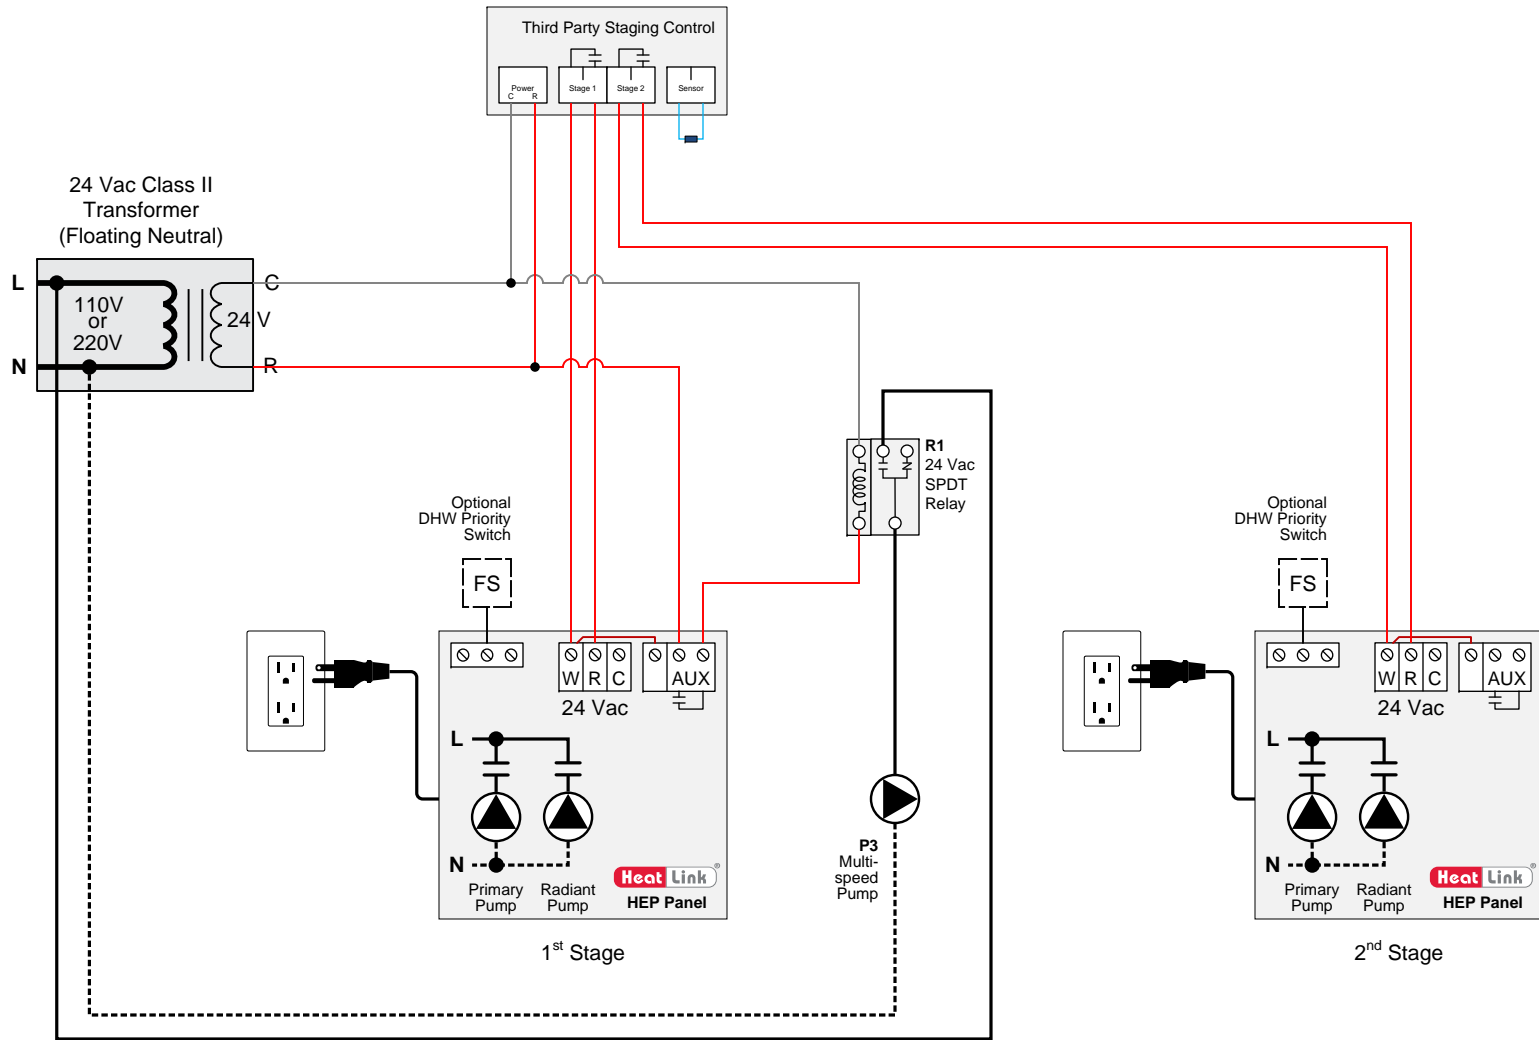 Third Party Staging Control
Power
C R
Stage 1
Stage 2
Sensor
24 Vac Class II
Transformer
(Floating Neutral)
L
N
110V
or
220V
24 V
C
R
R1
24 Vac
SPDT
Relay
Optional
DHW Priority
Switch
FS
W R C
AUX
24 Vac
L
N
Primary
Pump
Radiant
Pump
Heat Link®
HEP Panel
1st Stage
P3
Multi-
speed
Pump
Optional
DHW Priority
Switch
FS
W R C
AUX
24 Vac
L
N
Primary
Pump
Radiant
Pump
Heat Link®
HEP Panel
2nd Stage